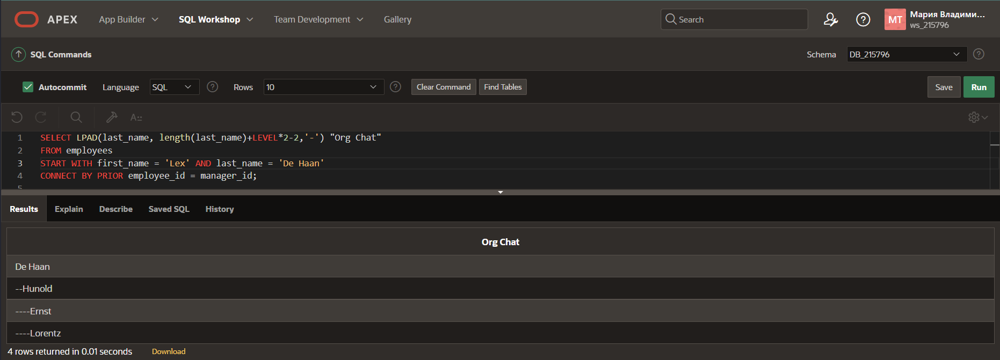 APEX App Builder SQL Workshop Team Development Gallery Search MT Мария Владими...
ws_215796
SQL Commands Schema DB_215796
Autocommit Language SQL Rows 10 Clear Command Find Tables Save Run
1 SELECT LPAD(last_name, length(last_name)+LEVEL*2-2,'-') "Org Chat"
2 FROM employees
3 START WITH first_name = 'Lex' AND last_name = 'De Haan'
4 CONNECT BY PRIOR employee_id = manager_id;
5
Results Explain Describe Saved SQL History
Org Chat
De Haan
--Hunold
----Ernst
----Lorentz
4 rows returned in 0.01 seconds Download